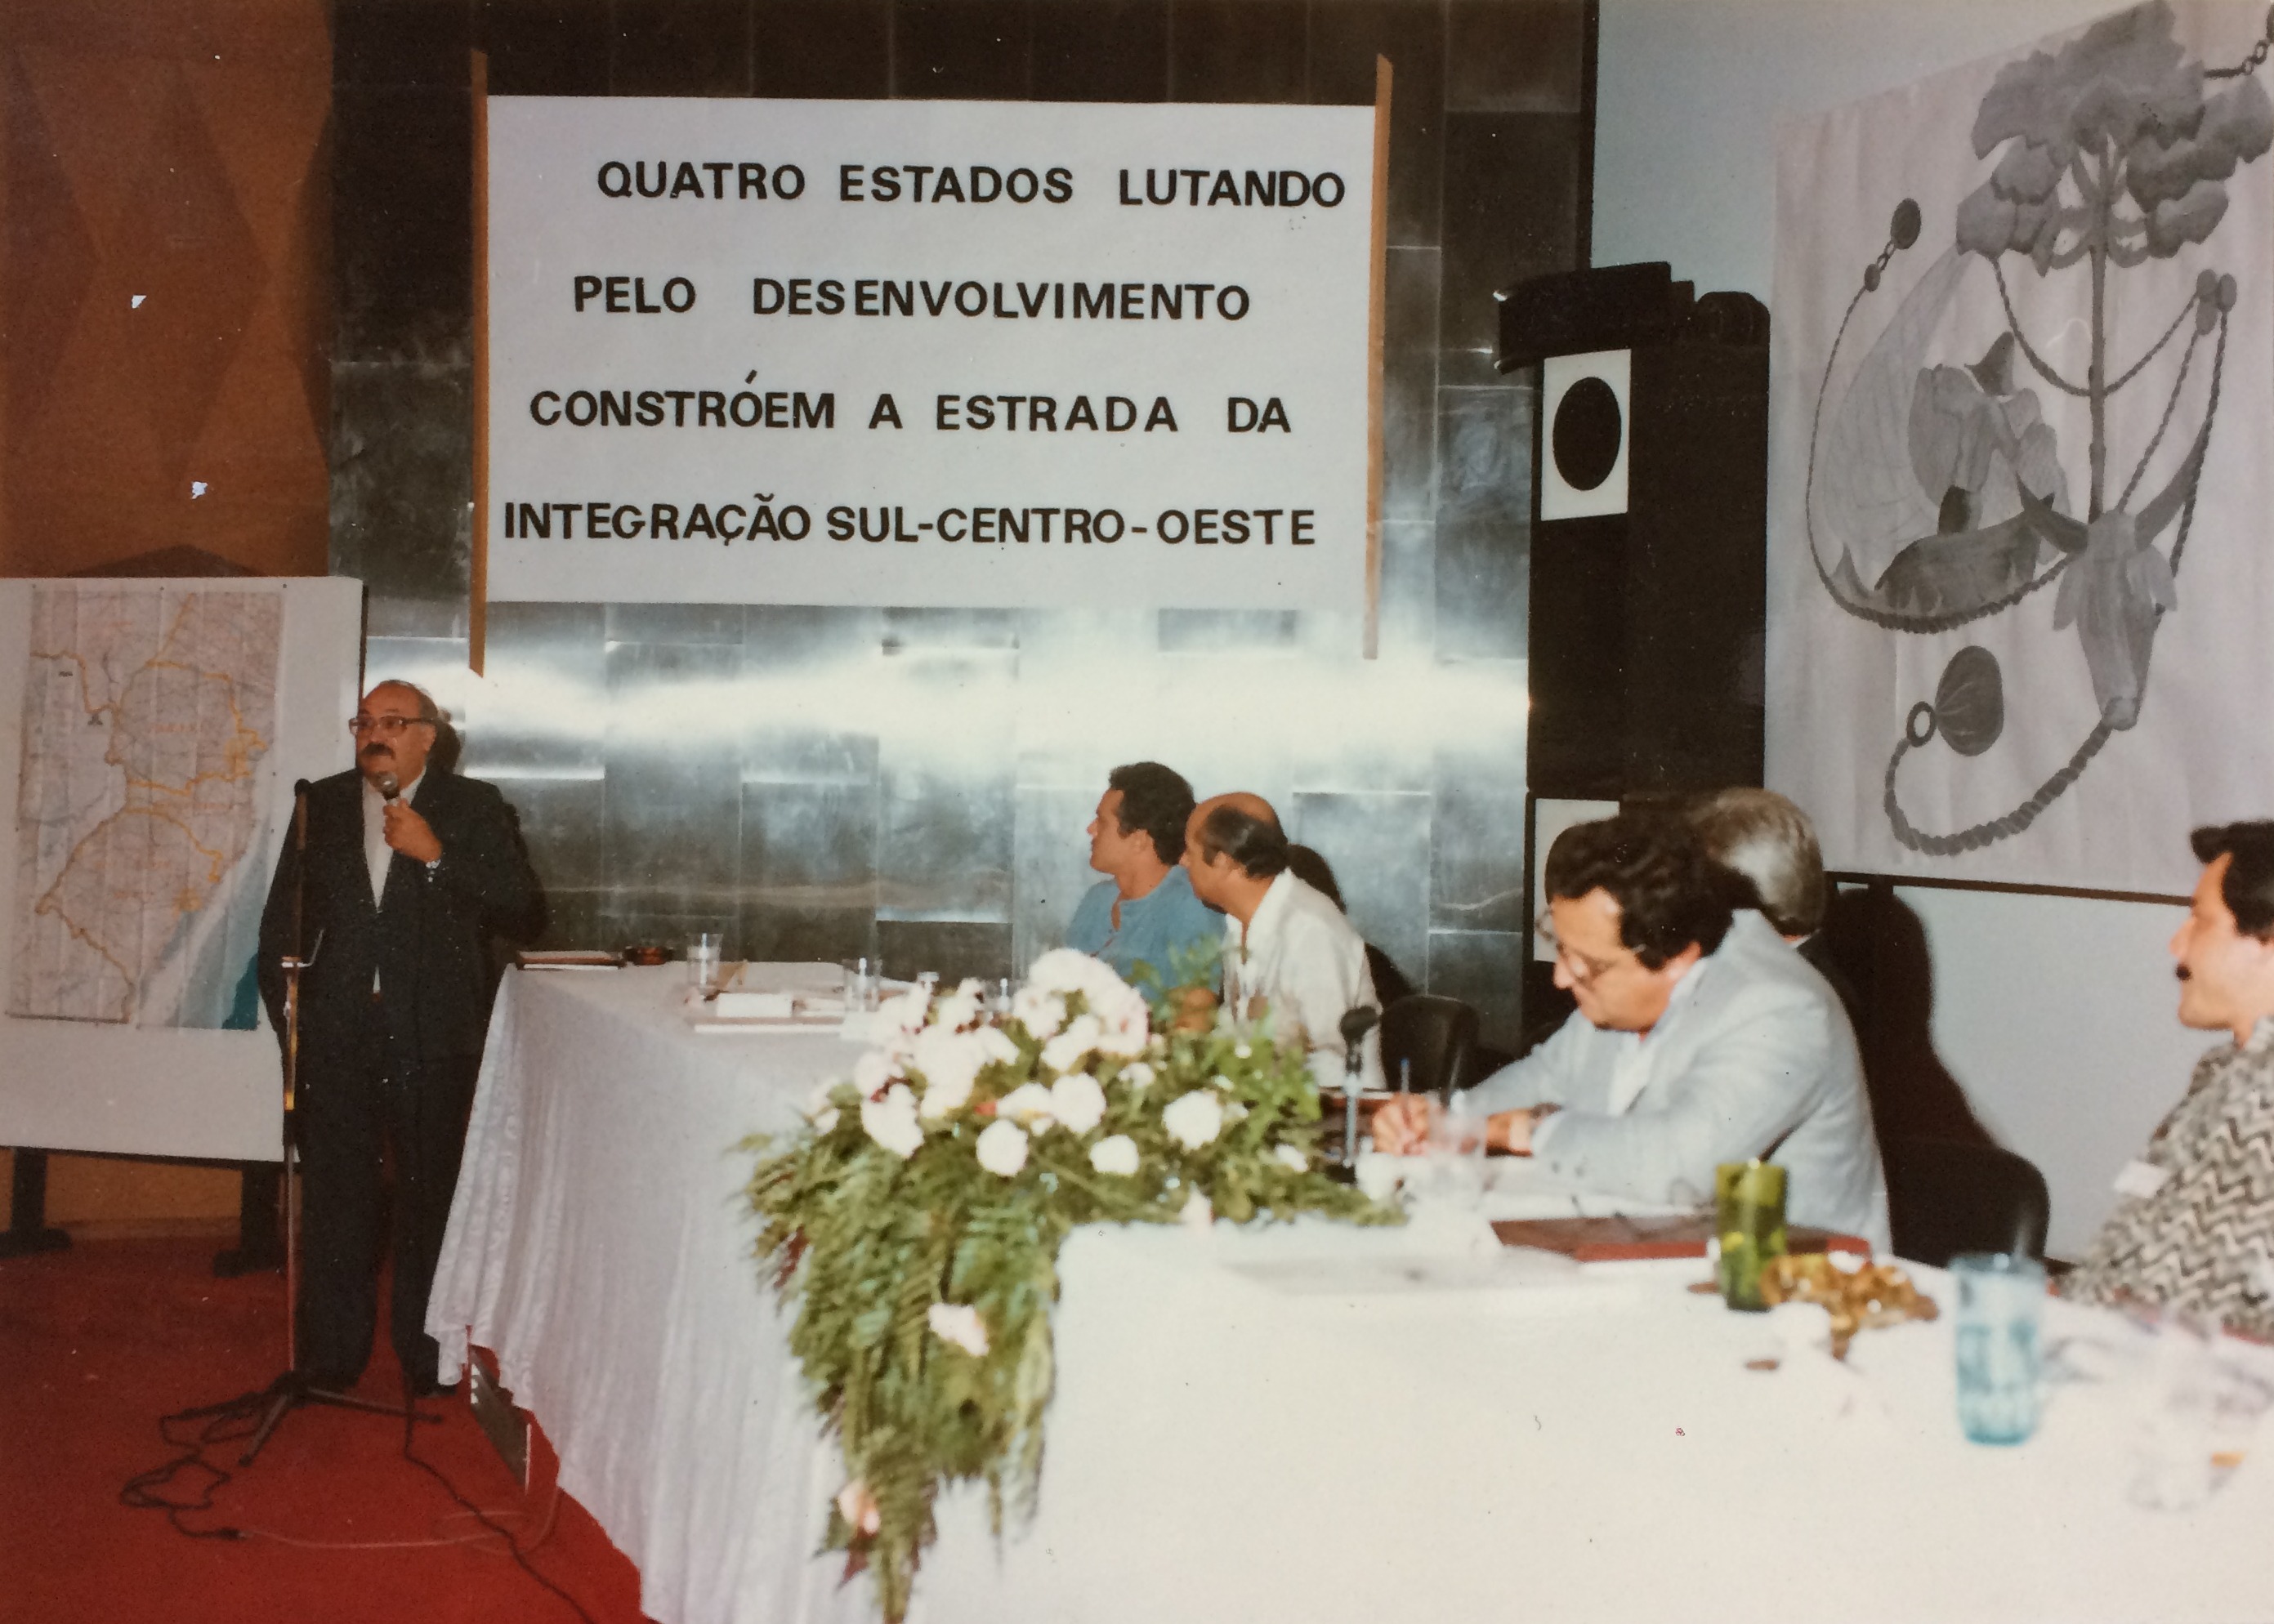 QUATRO ESTADOS LUTANDO
PELO DESENVOLVIMENTO
CONSTRÓEM A ESTRADA DA
INTEGRAÇÃO SUL-CENTRO-OESTE